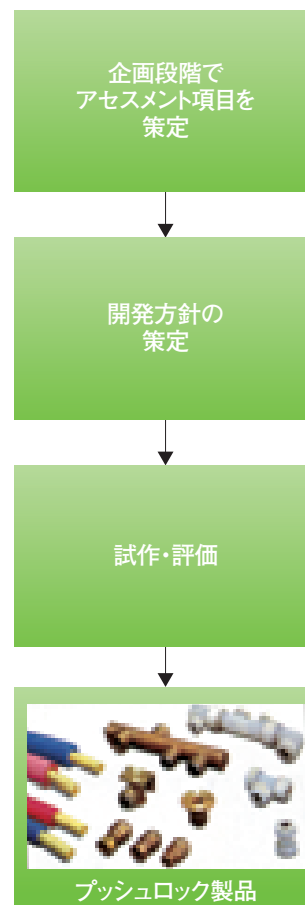 企画段階で
アセスメント項目を
策定
開発方針の
策定
試作・評価
プッシュロック製品